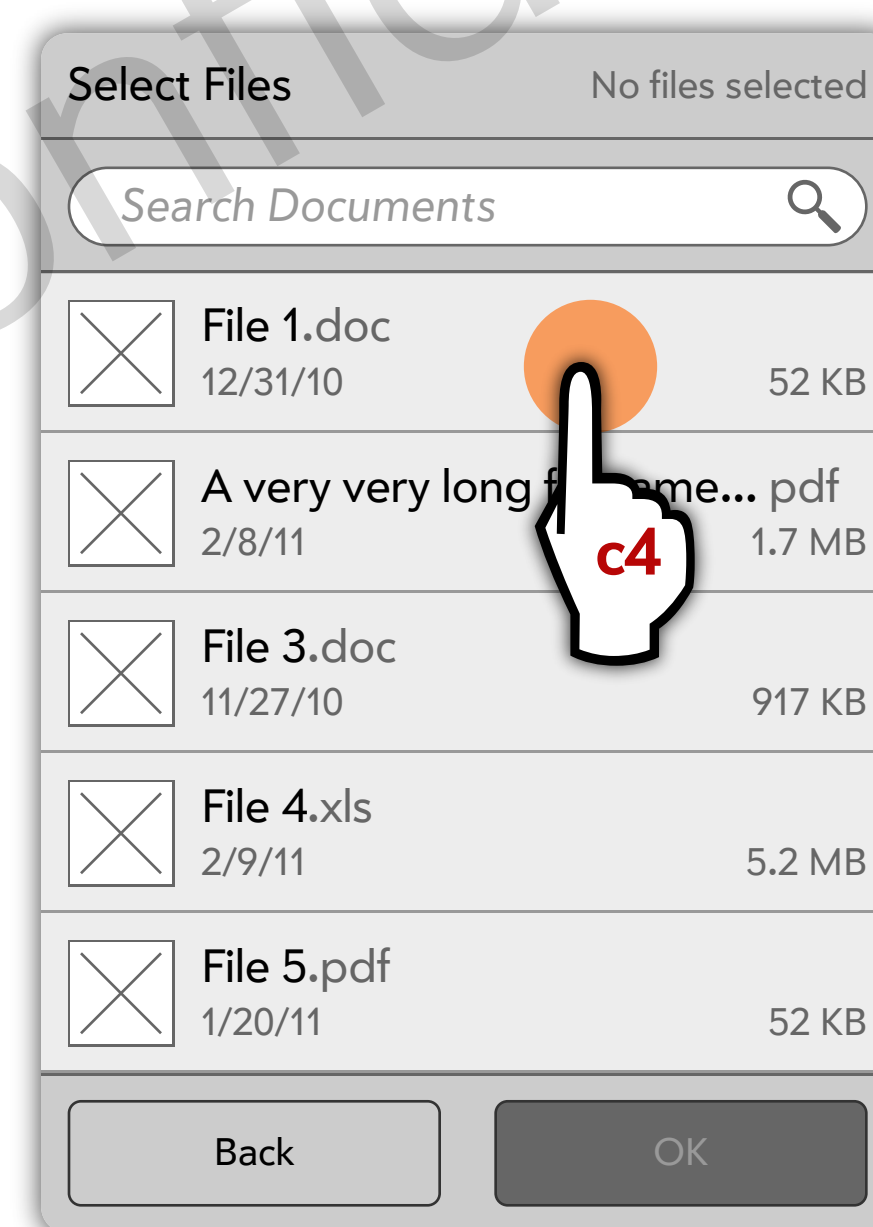 Select Files No files selected
Search Documents
File 1.doc
12/31/10 52 KB
A very very long ... pdf
2/8/11 1.7 MB
c4
File 3.doc
11/27/10 917 KB
File 4.xls
2/9/11 5.2 MB
File 5.pdf
1/20/11 52 KB
Back OK